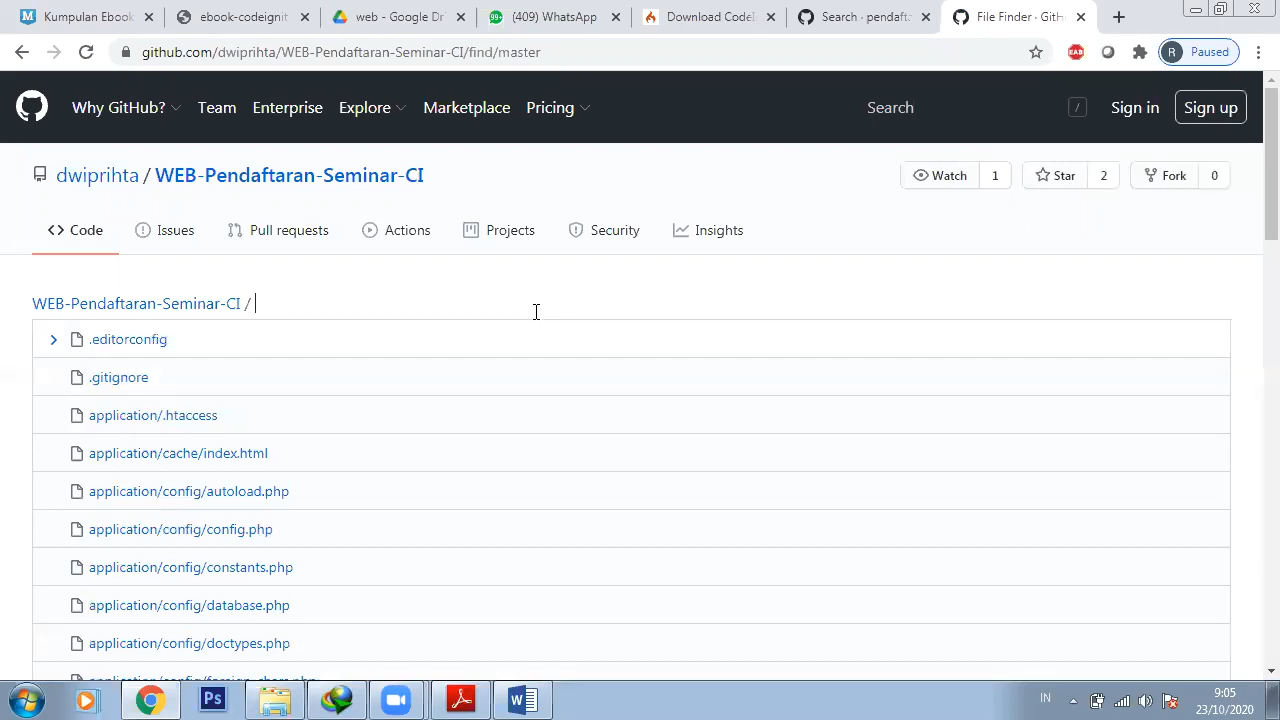 Kumpulan Ebook
ebook-codeignit
web - Google Dr
99+
(409) WhatsApp
Download Codei
Search · pendaft
File Finder · GitH
github.com/dwiprihta/WEB-Pendaftaran-Seminar-CI/find/master
EAB
R Paused
Why GitHub? Team Enterprise Explore Marketplace Pricing
Search / Sign in Sign up
dwiprihta / WEB-Pendaftaran-Seminar-CI
Watch 1 Star 2 Fork 0
Code Issues Pull requests Actions Projects Security Insights
WEB-Pendaftaran-Seminar-CI /
.editorconfig
.gitignore
application/.htaccess
application/cache/index.html
application/config/autoload.php
application/config/config.php
application/config/constants.php
application/config/database.php
application/config/doctypes.php
Ps
W
IN
9:05
23/10/2020